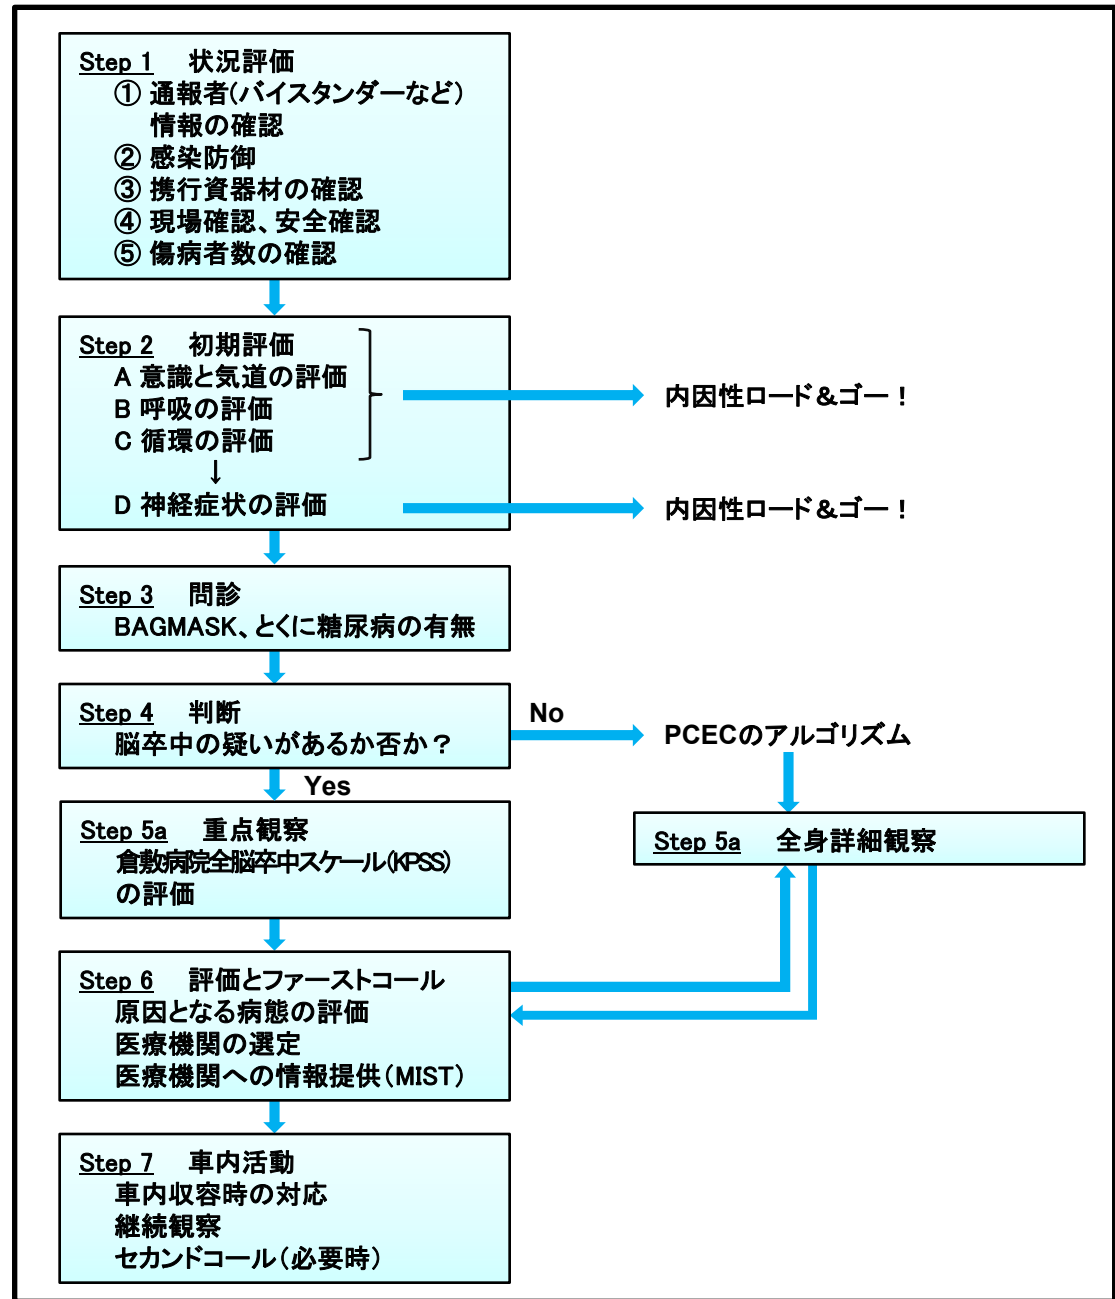 Step 1 状況評価
① 通報者(バイスタンダーなど)
情報の確認
② 感染防御
③ 携行資器材の確認
④ 現場確認、安全確認
⑤ 傷病者数の確認
Step 2 初期評価
A 意識と気道の評価
B 呼吸の評価
C 循環の評価
↓
D 神経症状の評価
内因性ロード＆ゴー！
内因性ロード＆ゴー！
Step 3 問診
BAGMASK、とくに糖尿病の有無
Step 4 判断
脳卒中の疑いがあるか否か？
No
PCECのアルゴリズム
Yes
Step 5a 重点観察
倉敷病院全脳卒中スケール(KPSS)
の評価
Step 5a 全身詳細観察
Step 6 評価とファーストコール
原因となる病態の評価
医療機関の選定
医療機関への情報提供(MIST)
Step 7 車内活動
車内収容時の対応
継続観察
セカンドコール(必要時)